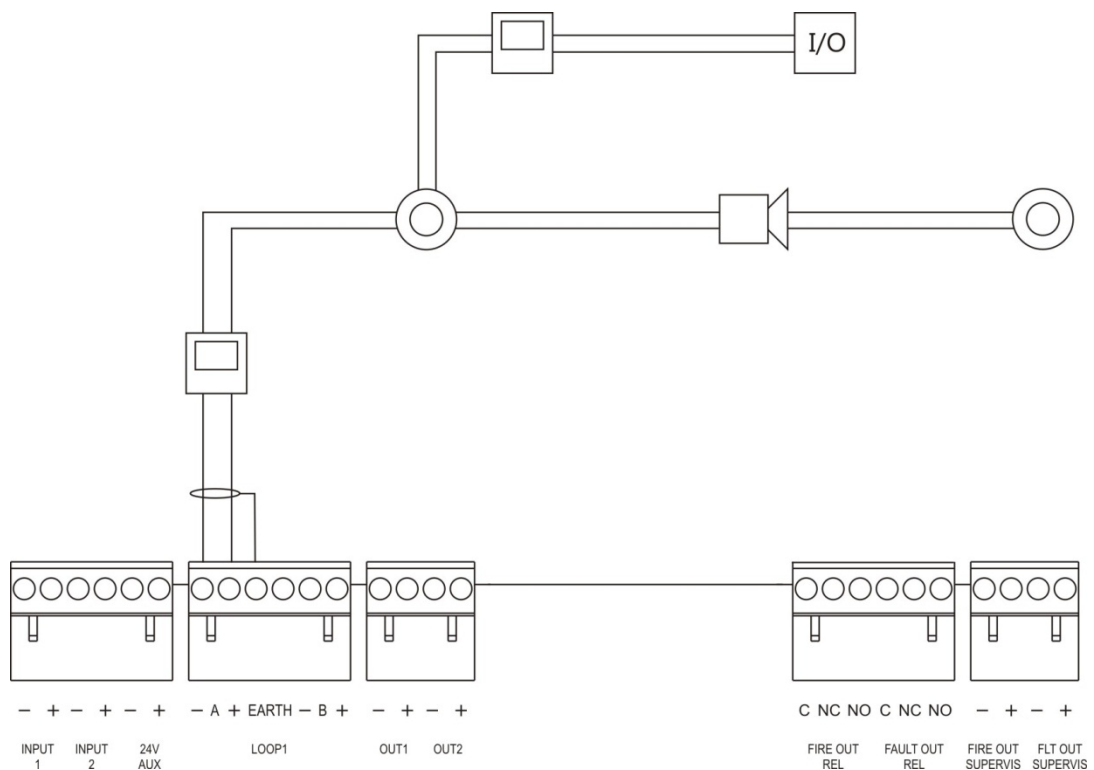 I/O
− + − + − + − A + EARTH − B + − + − + C NC NO C NC NO − + − +
INPUT INPUT 24V LOOP1 OUT1 OUT2 FIRE OUT FAULT OUT FIRE OUT FLT OUT
1 2 AUX REL REL SUPERVIS SUPERVIS